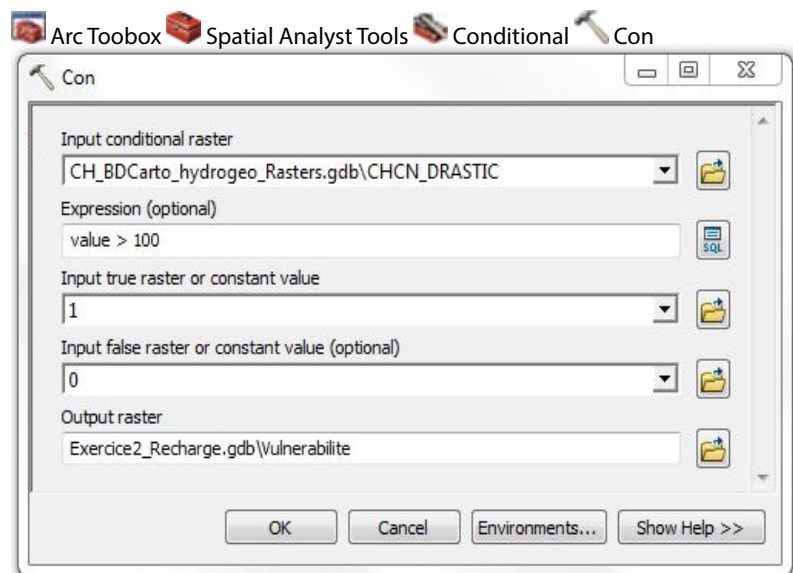 Arc Toobox Spatial Analyst Tools Conditional Con
Con
Input conditional raster
CH_BDCarto_hydrogeo_Rasters.gdb\CHCN_DRASTIC
Expression (optional)
value > 100
SQL
Input true raster or constant value
1
Input false raster or constant value (optional)
0
Output raster
Exercice2_Recharge.gdb\Vulnerabilite
OK Cancel Environments... Show Help >>